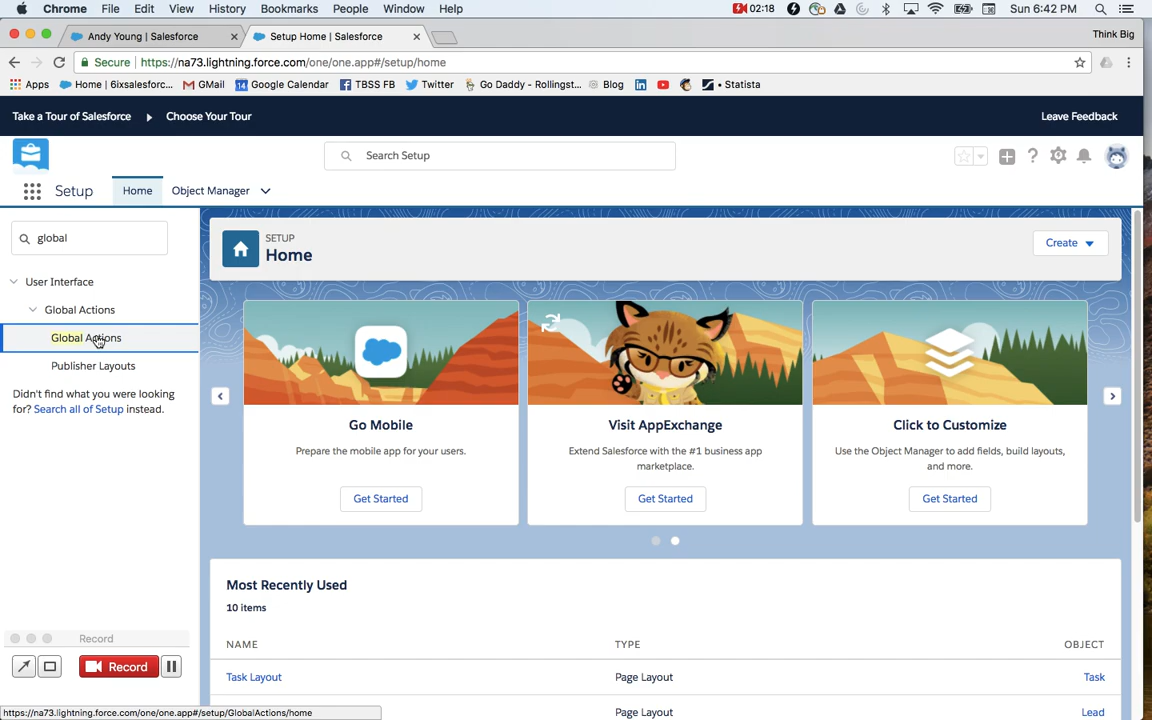 Chrome File Edit View History Bookmarks People Window Help 02:18 Sun 6:42 PM
Andy Young | Salesforce Setup Home | Salesforce Think Big
Secure https://na73.lightning.force.com/one/one.app#/setup/home
Apps Home | 6ixsalesforc... GMail 14 Google Calendar TBSS FB Twitter Go Daddy - Rollingst... Blog • Statista
Take a Tour of Salesforce Choose Your Tour Leave Feedback
Search Setup
Setup Home Object Manager
global
User Interface
Global Actions
Global Actions
Publisher Layouts
Didn't find what you were looking
for? Search all of Setup instead.
SETUP
Home
Create
Go Mobile
Prepare the mobile app for your users.
Get Started
Visit AppExchange
Extend Salesforce with the #1 business app
marketplace.
Get Started
Click to Customize
Use the Object Manager to add fields, build layouts,
and more.
Get Started
Most Recently Used
10 items
NAME TYPE OBJECT
Task Layout Page Layout Task
Page Layout Lead
Record
Record
https://na73.lightning.force.com/one/one.app#/setup/GlobalActions/home